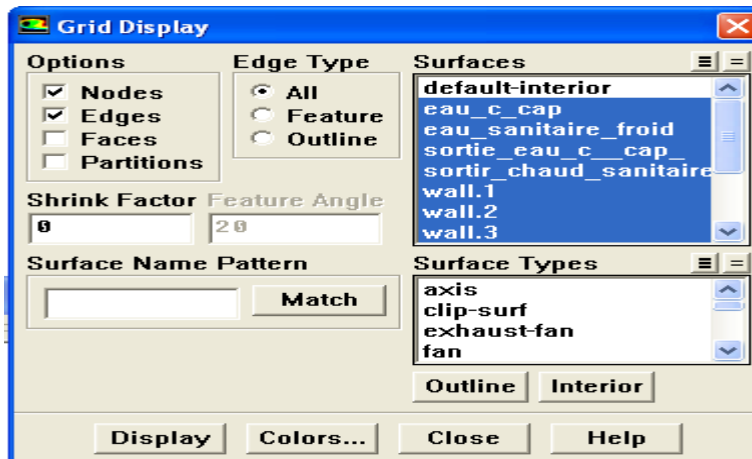 Grid Display
Options
Nodes
Edges
Faces
Partitions
Edge Type
All
Feature
Outline
Shrink Factor
0
Feature Angle
20
Surface Name Pattern
Match
Surfaces
default-interior
eau_c_cap
eau_sanitaire_froid
sortie_eau_c__cap_
sortir_chaud_sanitaire
wall.1
wall.2
wall.3
Surface Types
axis
clip-surf
exhaust-fan
fan
Outline
Interior
Display
Colors...
Close
Help